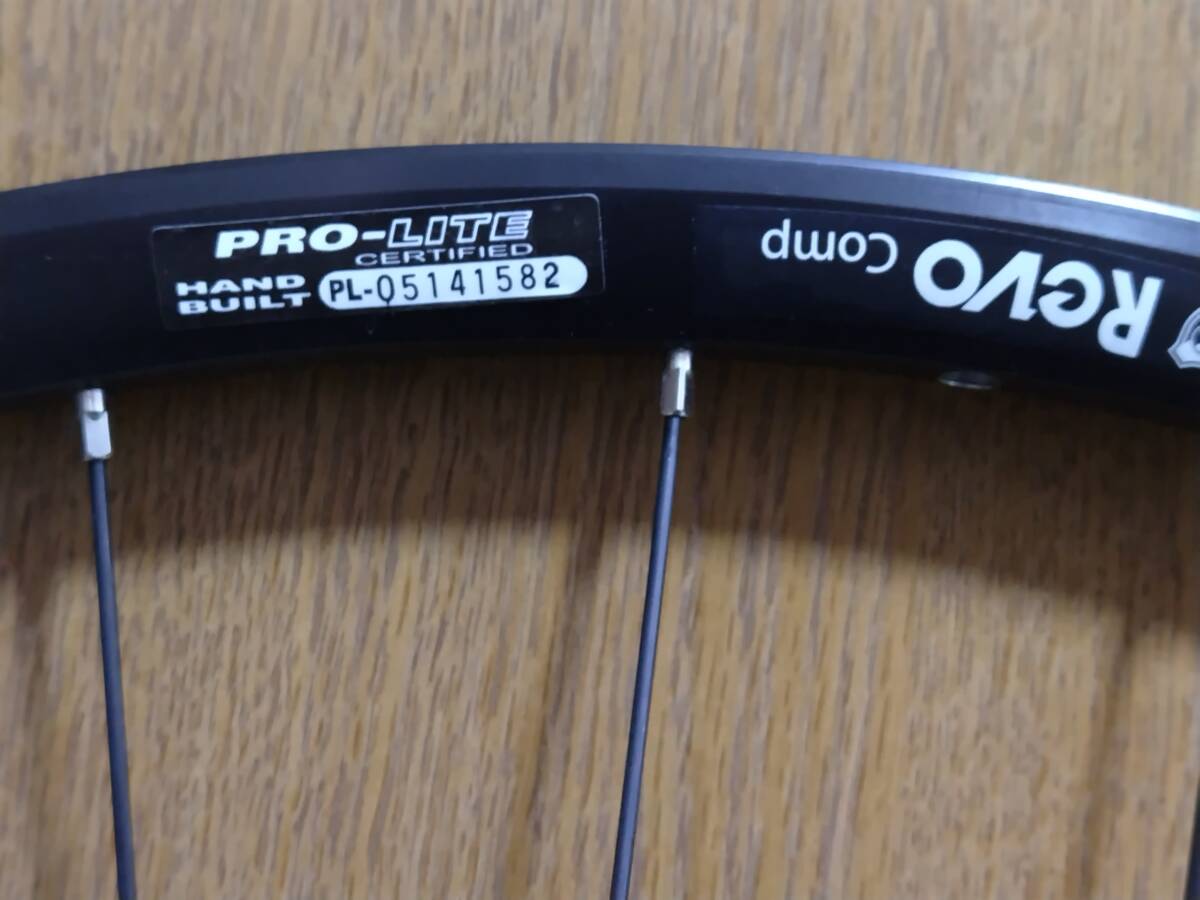 PRO-LITE
CERTIFIED
HAND BUILT
PL-05141582
Revo Comp